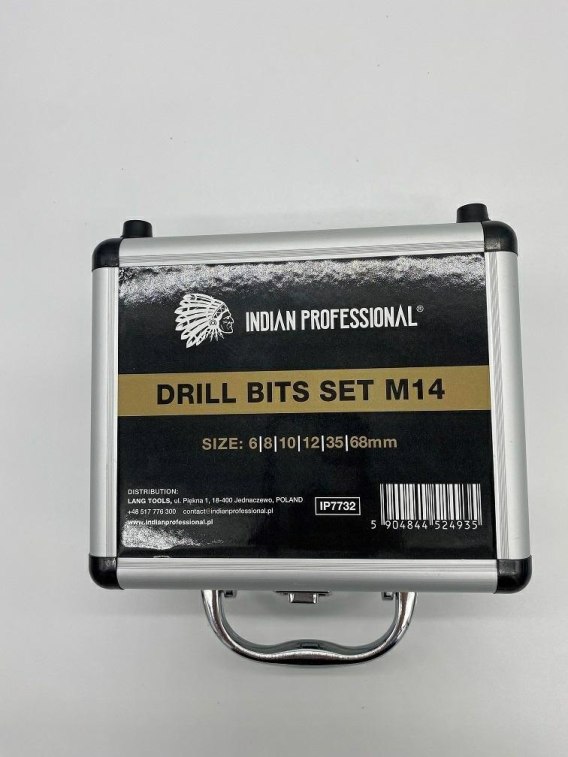 INDIAN PROFESSIONAL®
DRILL BITS SET M14
SIZE: 6|8|10|12|35|68mm
DISTRIBUTION:
LANG TOOLS, ul. Piękna 1, 18-400 Jednaczewo, POLAND
+48 517 776 300 contact@indianprofessional.pl
www.indianprofessional.pl
IP7732
5 904844 524935